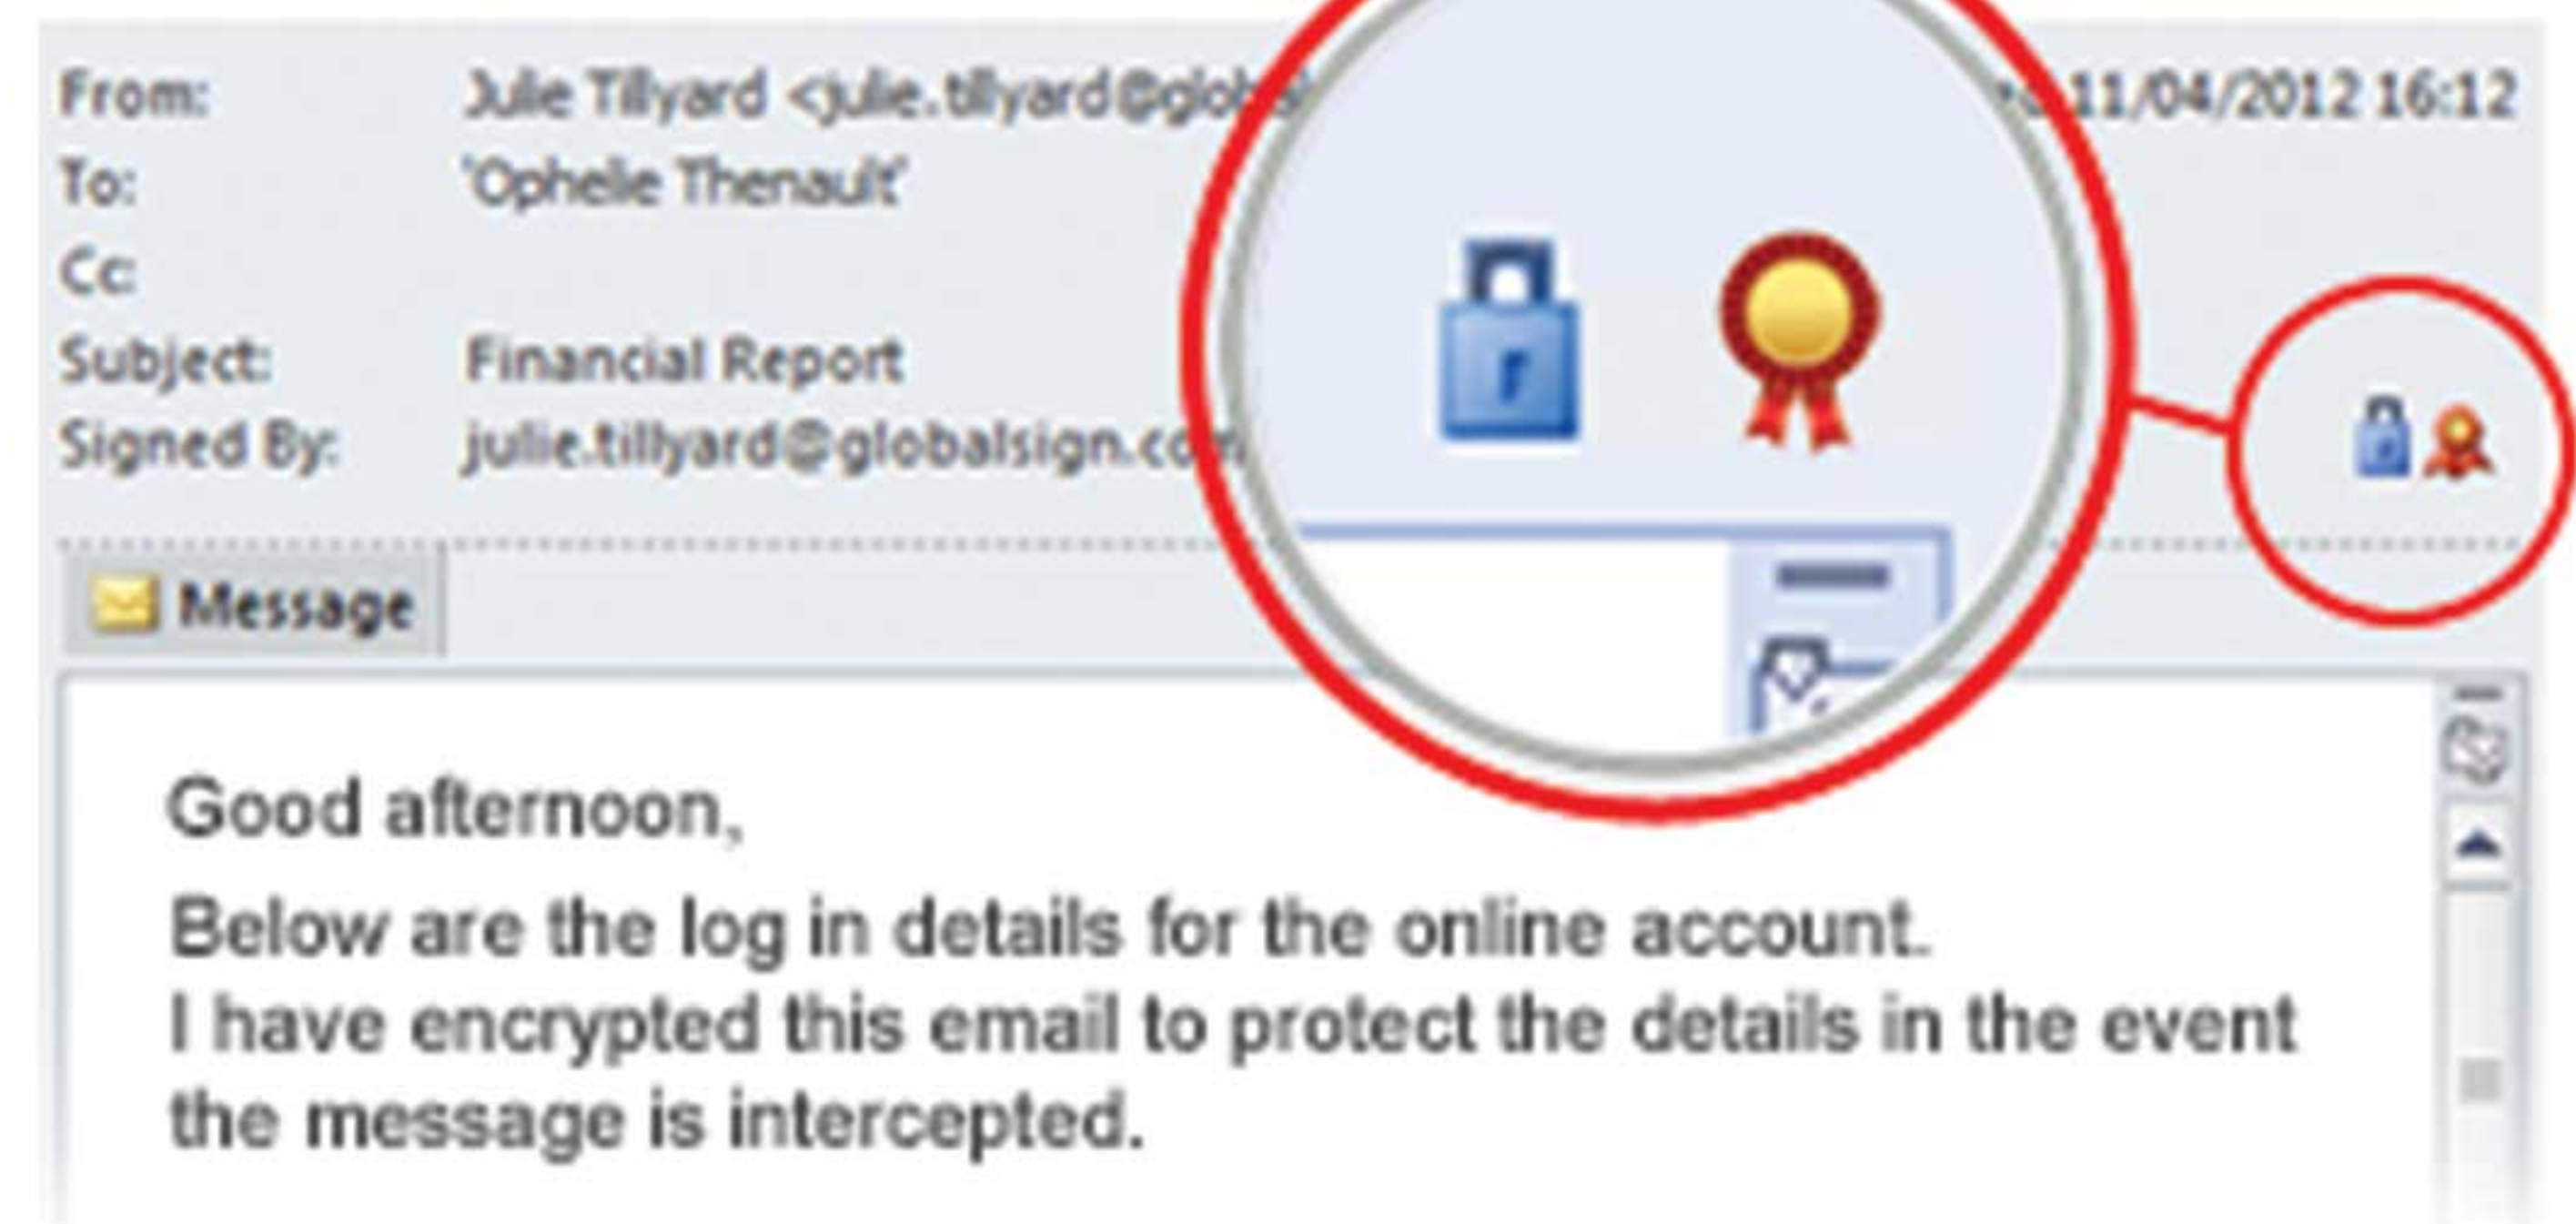 From: Julie Tillyard <julie.tillyard@globalsi 11/04/2012 16:12
To: 'Ophelie Thenault'
Cc:
Subject: Financial Report
Signed By: julie.tillyard@globalsign.com
Message
Good afternoon,
Below are the log in details for the online account.
I have encrypted this email to protect the details in the event
the message is intercepted.